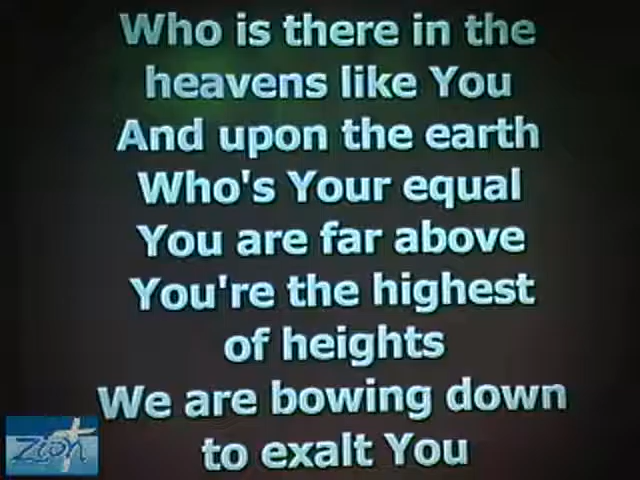 Who is there in the
heavens like You
And upon the earth
Who's Your equal
You are far above
You're the highest
of heights
We are bowing down
to exalt You
Zion